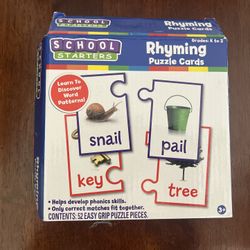 SCHOOL
STARTERS
Grades: K to 2
Rhyming
Puzzle Cards
Learn To
Discover
Word
Patterns!
snail
pail
key
tree
• Helps develop phonics skills.
• Only correct matches fit together.
CONTENTS: 52 EASY GRIP PUZZLE PIECES.
3+